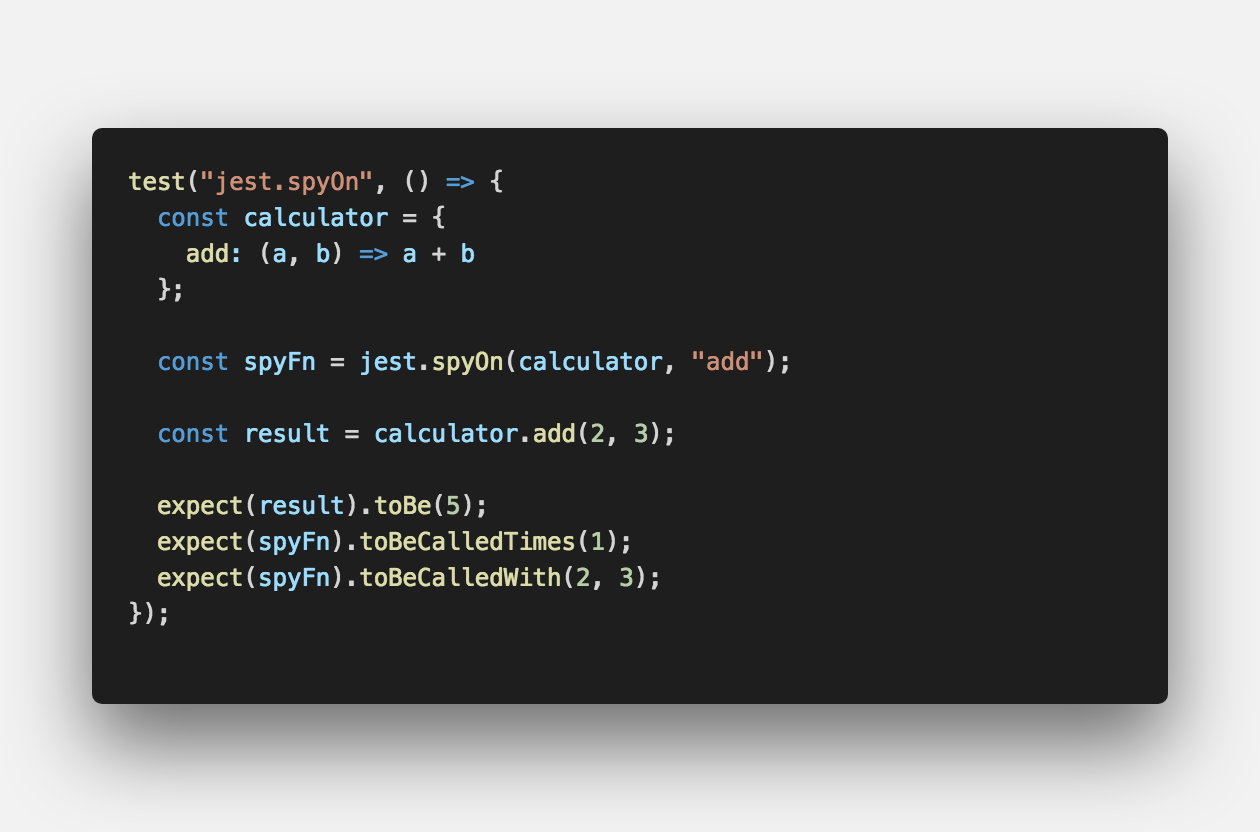 test("jest.spyOn", () => {
  const calculator = {
    add: (a, b) => a + b
  };

  const spyFn = jest.spyOn(calculator, "add");

  const result = calculator.add(2, 3);

  expect(result).toBe(5);
  expect(spyFn).toBeCalledTimes(1);
  expect(spyFn).toBeCalledWith(2, 3);
});